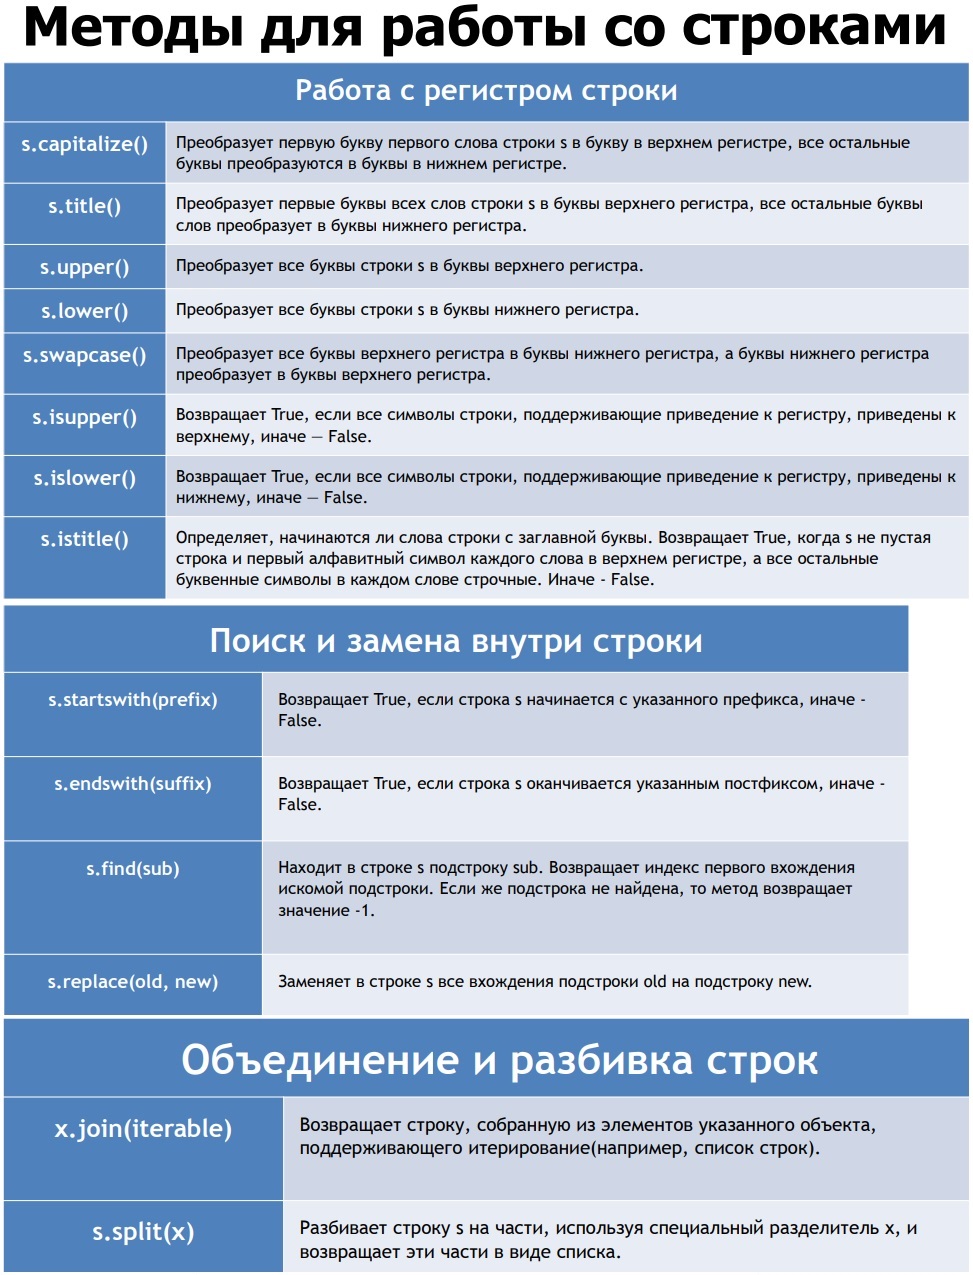 Методы для работы со строками
Работа с регистром строки
s.capitalize()
Преобразует первую букву первого слова строки s в букву в верхнем регистре, все остальные
буквы преобразуются в буквы в нижнем регистре.
s.title()
Преобразует первые буквы всех слов строки s в буквы верхнего регистра, все остальные буквы
слов преобразует в буквы нижнего регистра.
s.upper()
Преобразует все буквы строки s в буквы верхнего регистра.
s.lower()
Преобразует все буквы строки s в буквы нижнего регистра.
s.swapcase()
Преобразует все буквы верхнего регистра в буквы нижнего регистра, а буквы нижнего регистра
преобразует в буквы верхнего регистра.
s.isupper()
Возвращает True, если все символы строки, поддерживающие приведение к регистру, приведены к
верхнему, иначе — False.
s.islower()
Возвращает True, если все символы строки, поддерживающие приведение к регистру, приведены к
нижнему, иначе — False.
s.istitle()
Определяет, начинаются ли слова строки с заглавной буквы. Возвращает True, когда s не пустая
строка и первый алфавитный символ каждого слова в верхнем регистре, а все остальные
буквенные символы в каждом слове строчные. Иначе - False.
Поиск и замена внутри строки
s.startswith(prefix)
Возвращает True, если строка s начинается с указанного префикса, иначе -
False.
s.endswith(suffix)
Возвращает True, если строка s оканчивается указанным постфиксом, иначе -
False.
s.find(sub)
Находит в строке s подстроку sub. Возвращает индекс первого вхождения
искомой подстроки. Если же подстрока не найдена, то метод возвращает
значение -1.
s.replace(old, new)
Заменяет в строке s все вхождения подстроки old на подстроку new.
Объединение и разбивка строк
x.join(iterable)
Возвращает строку, собранную из элементов указанного объекта,
поддерживающего итерирование(например, список строк).
s.split(x)
Разбивает строку s на части, используя специальный разделитель x, и
возвращает эти части в виде списка.